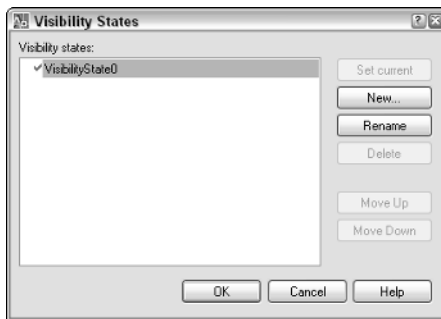 Visibility States
Visibility states:
VisibilityState0
Set current
New...
Rename
Delete
Move Up
Move Down
OK
Cancel
Help